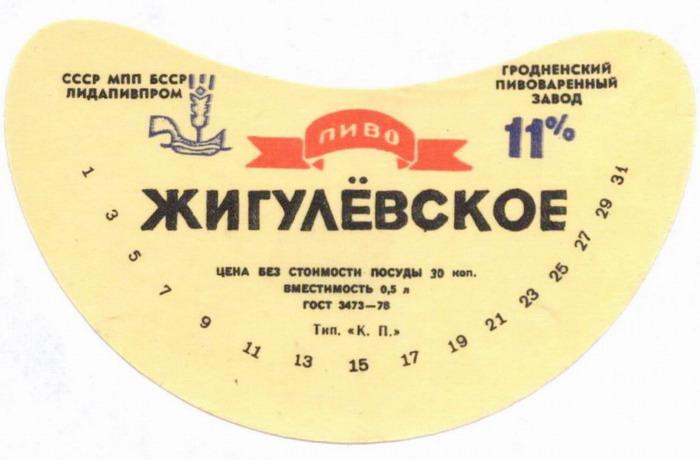 СССР МПП БССР
ЛИДАПИВПРОМ
ГРОДНЕНСКИЙ
ПИВОВАРЕННЫЙ
ЗАВОД
11%
ПИВО
ЖИГУЛЁВСКОЕ
ЦЕНА БЕЗ СТОИМОСТИ ПОСУДЫ 30 коп.
ВМЕСТИМОСТЬ 0,5 л
ГОСТ 3473—78
Тип. «К. П.»
1 3 5 7 9 11 13 15 17 19 21 23 25 27 29 31